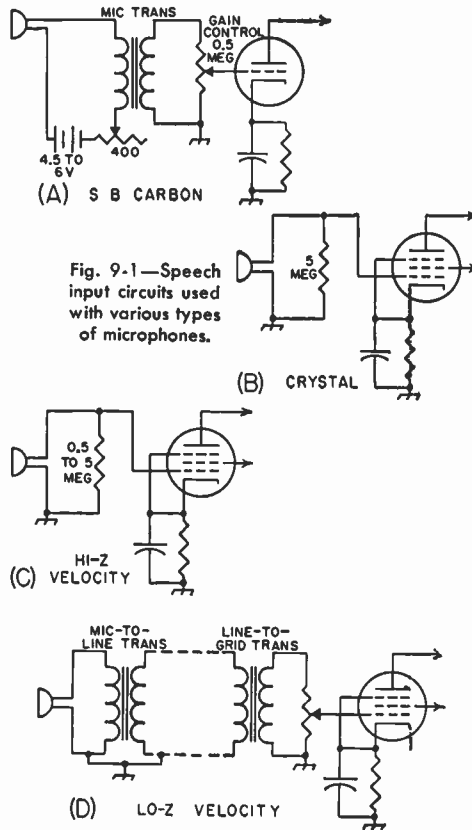 MIC TRANS
GAIN
CONTROL
0.5
MEG
4.5 TO
6V
400
(A) S B CARBON
5
MEG
Fig. 9-1—Speech
input circuits used
with various types
of microphones.
(B) CRYSTAL
0.5
TO 5
MEG
(C) HI-Z
VELOCITY
MIC-TO-
LINE TRANS
LINE-TO-
GRID TRANS
(D) LO-Z VELOCITY